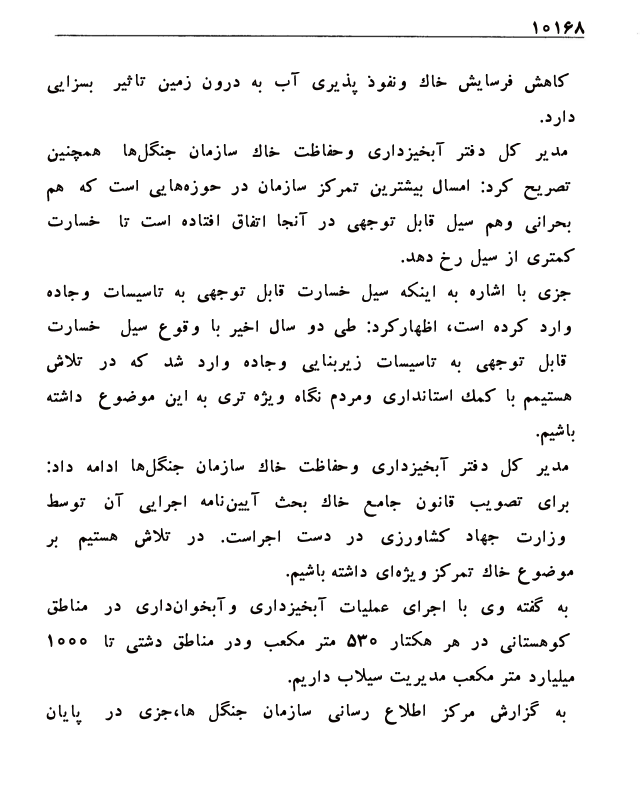 ۱۰۱۶۸
کاهش فرسایش خاك ونفوذ پذیری آب به درون زمین تاثیر بسزایی
دارد.
مدیر کل دفتر آبخیزداری وحفاظت خاك سازمان جنگل‌ها همچنین
تصریح کرد: امسال بیشترین تمرکز سازمان در حوزه‌هایی است که هم
بحرانی وهم سیل قابل توجهی در آنجا اتفاق افتاده است تا خسارت
کمتری از سیل رخ دهد.
جزی با اشاره به اینکه سیل خسارت قابل توجهی به تاسیسات وجاده
وارد کرده است، اظهارکرد: طی دو سال اخیر با وقوع سیل خسارت
قابل توجهی به تاسیسات زیربنایی وجاده وارد شد که در تلاش
هستیمم با کمك استانداری ومردم نگاه ویژه تری به این موضوع داشته
باشیم.
مدیر کل دفتر آبخیزداری وحفاظت خاك سازمان جنگل‌ها ادامه داد:
برای تصویب قانون جامع خاك بحث آیین‌نامه اجرایی آن توسط
وزارت جهاد کشاورزی در دست اجراست. در تلاش هستیم بر
موضوع خاك تمرکز ویژه‌ای داشته باشیم.
به گفته وی با اجرای عملیات آبخیزداری وآبخوان‌داری در مناطق
کوهستانی در هر هکتار ۵۳۰ متر مکعب ودر مناطق دشتی تا ۱۰۰۰
میلیارد متر مکعب مدیریت سیلاب داریم.
به گزارش مرکز اطلاع رسانی سازمان جنگل ها،جزی در پایان